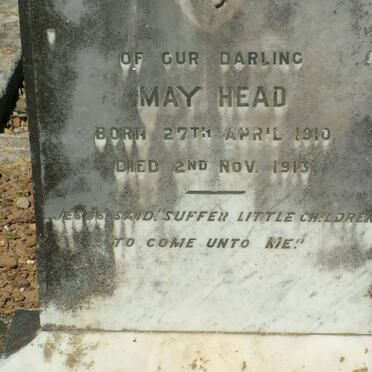 OF OUR DARLING
MAY HEAD
BORN 27TH APRIL 1910
DIED 2ND NOV. 1913
JESUS SAID, "SUFFER LITTLE CHILDREN
TO COME UNTO ME."